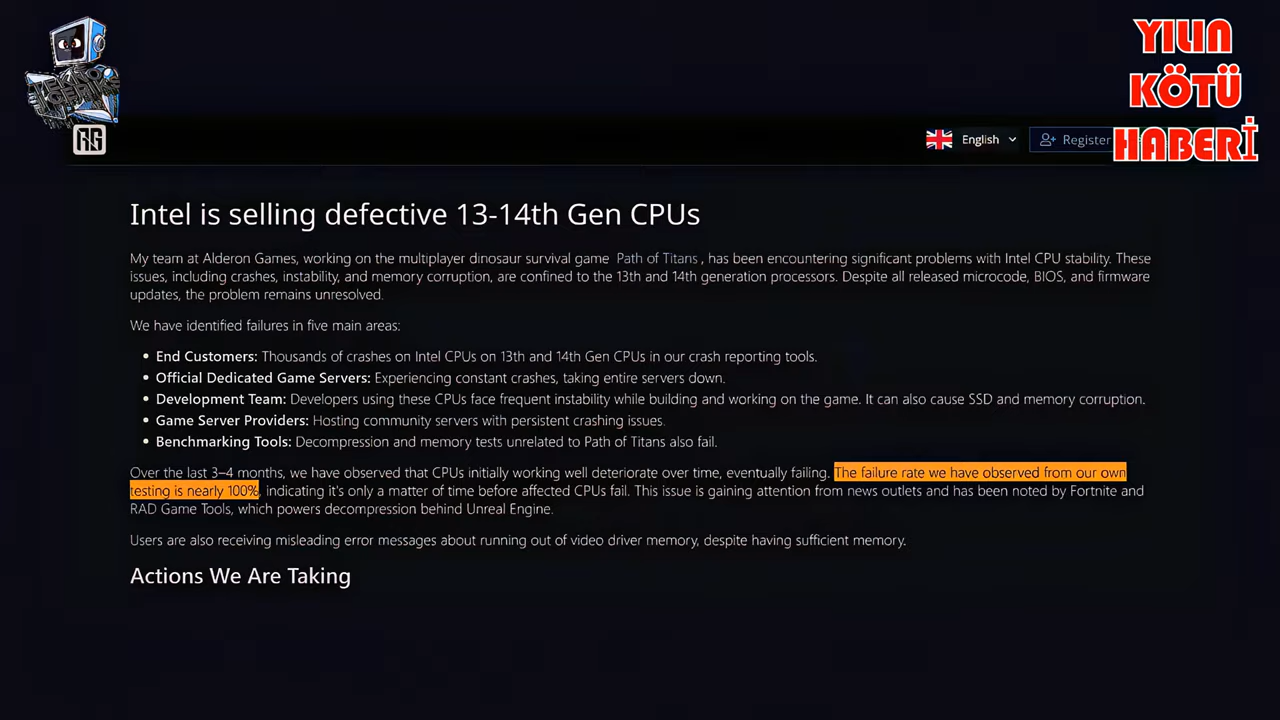 YILIN
KÖTÜ
HABERİ
English
Register
Intel is selling defective 13-14th Gen CPUs
My team at Alderon Games, working on the multiplayer dinosaur survival game Path of Titans , has been encountering significant problems with Intel CPU stability. These
issues, including crashes, instability, and memory corruption, are confined to the 13th and 14th generation processors. Despite all released microcode, BIOS, and firmware
updates, the problem remains unresolved.
We have identified failures in five main areas:
• End Customers: Thousands of crashes on Intel CPUs on 13th and 14th Gen CPUs in our crash reporting tools.
• Official Dedicated Game Servers: Experiencing constant crashes, taking entire servers down.
• Development Team: Developers using these CPUs face frequent instability while building and working on the game. It can also cause SSD and memory corruption.
• Game Server Providers: Hosting community servers with persistent crashing issues.
• Benchmarking Tools: Decompression and memory tests unrelated to Path of Titans also fail.
Over the last 3–4 months, we have observed that CPUs initially working well deteriorate over time, eventually failing. The failure rate we have observed from our own
testing is nearly 100%, indicating it's only a matter of time before affected CPUs fail. This issue is gaining attention from news outlets and has been noted by Fortnite and
RAD Game Tools, which powers decompression behind Unreal Engine.
Users are also receiving misleading error messages about running out of video driver memory, despite having sufficient memory.
Actions We Are Taking